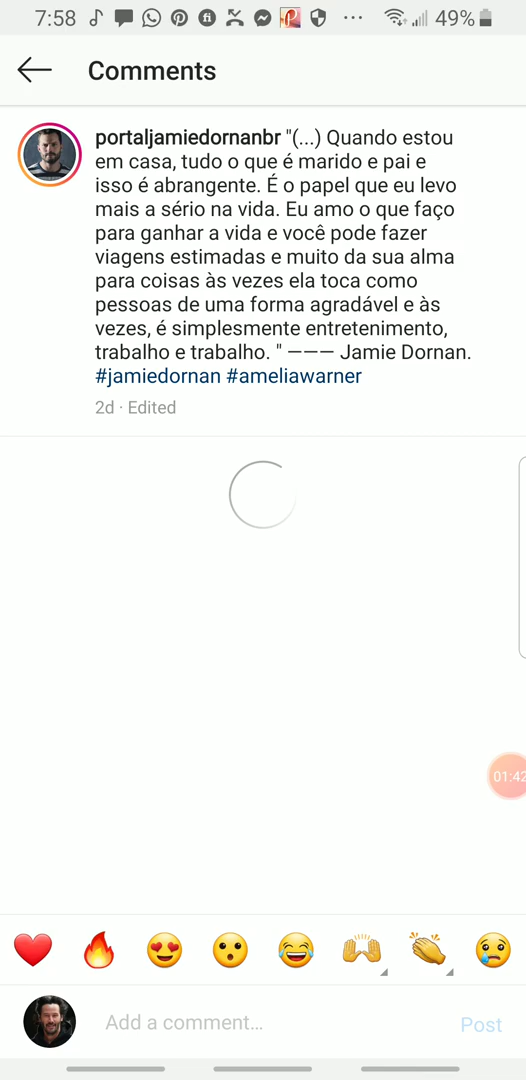 7:58
49%
Comments
portaljamiedornanbr "(...) Quando estou
em casa, tudo o que é marido e pai e
isso é abrangente. É o papel que eu levo
mais a sério na vida. Eu amo o que faço
para ganhar a vida e você pode fazer
viagens estimadas e muito da sua alma
para coisas às vezes ela toca como
pessoas de uma forma agradável e às
vezes, é simplesmente entretenimento,
trabalho e trabalho. " ——— Jamie Dornan.
#jamiedornan #ameliawarner
2d · Edited
01:42
Add a comment...
Post